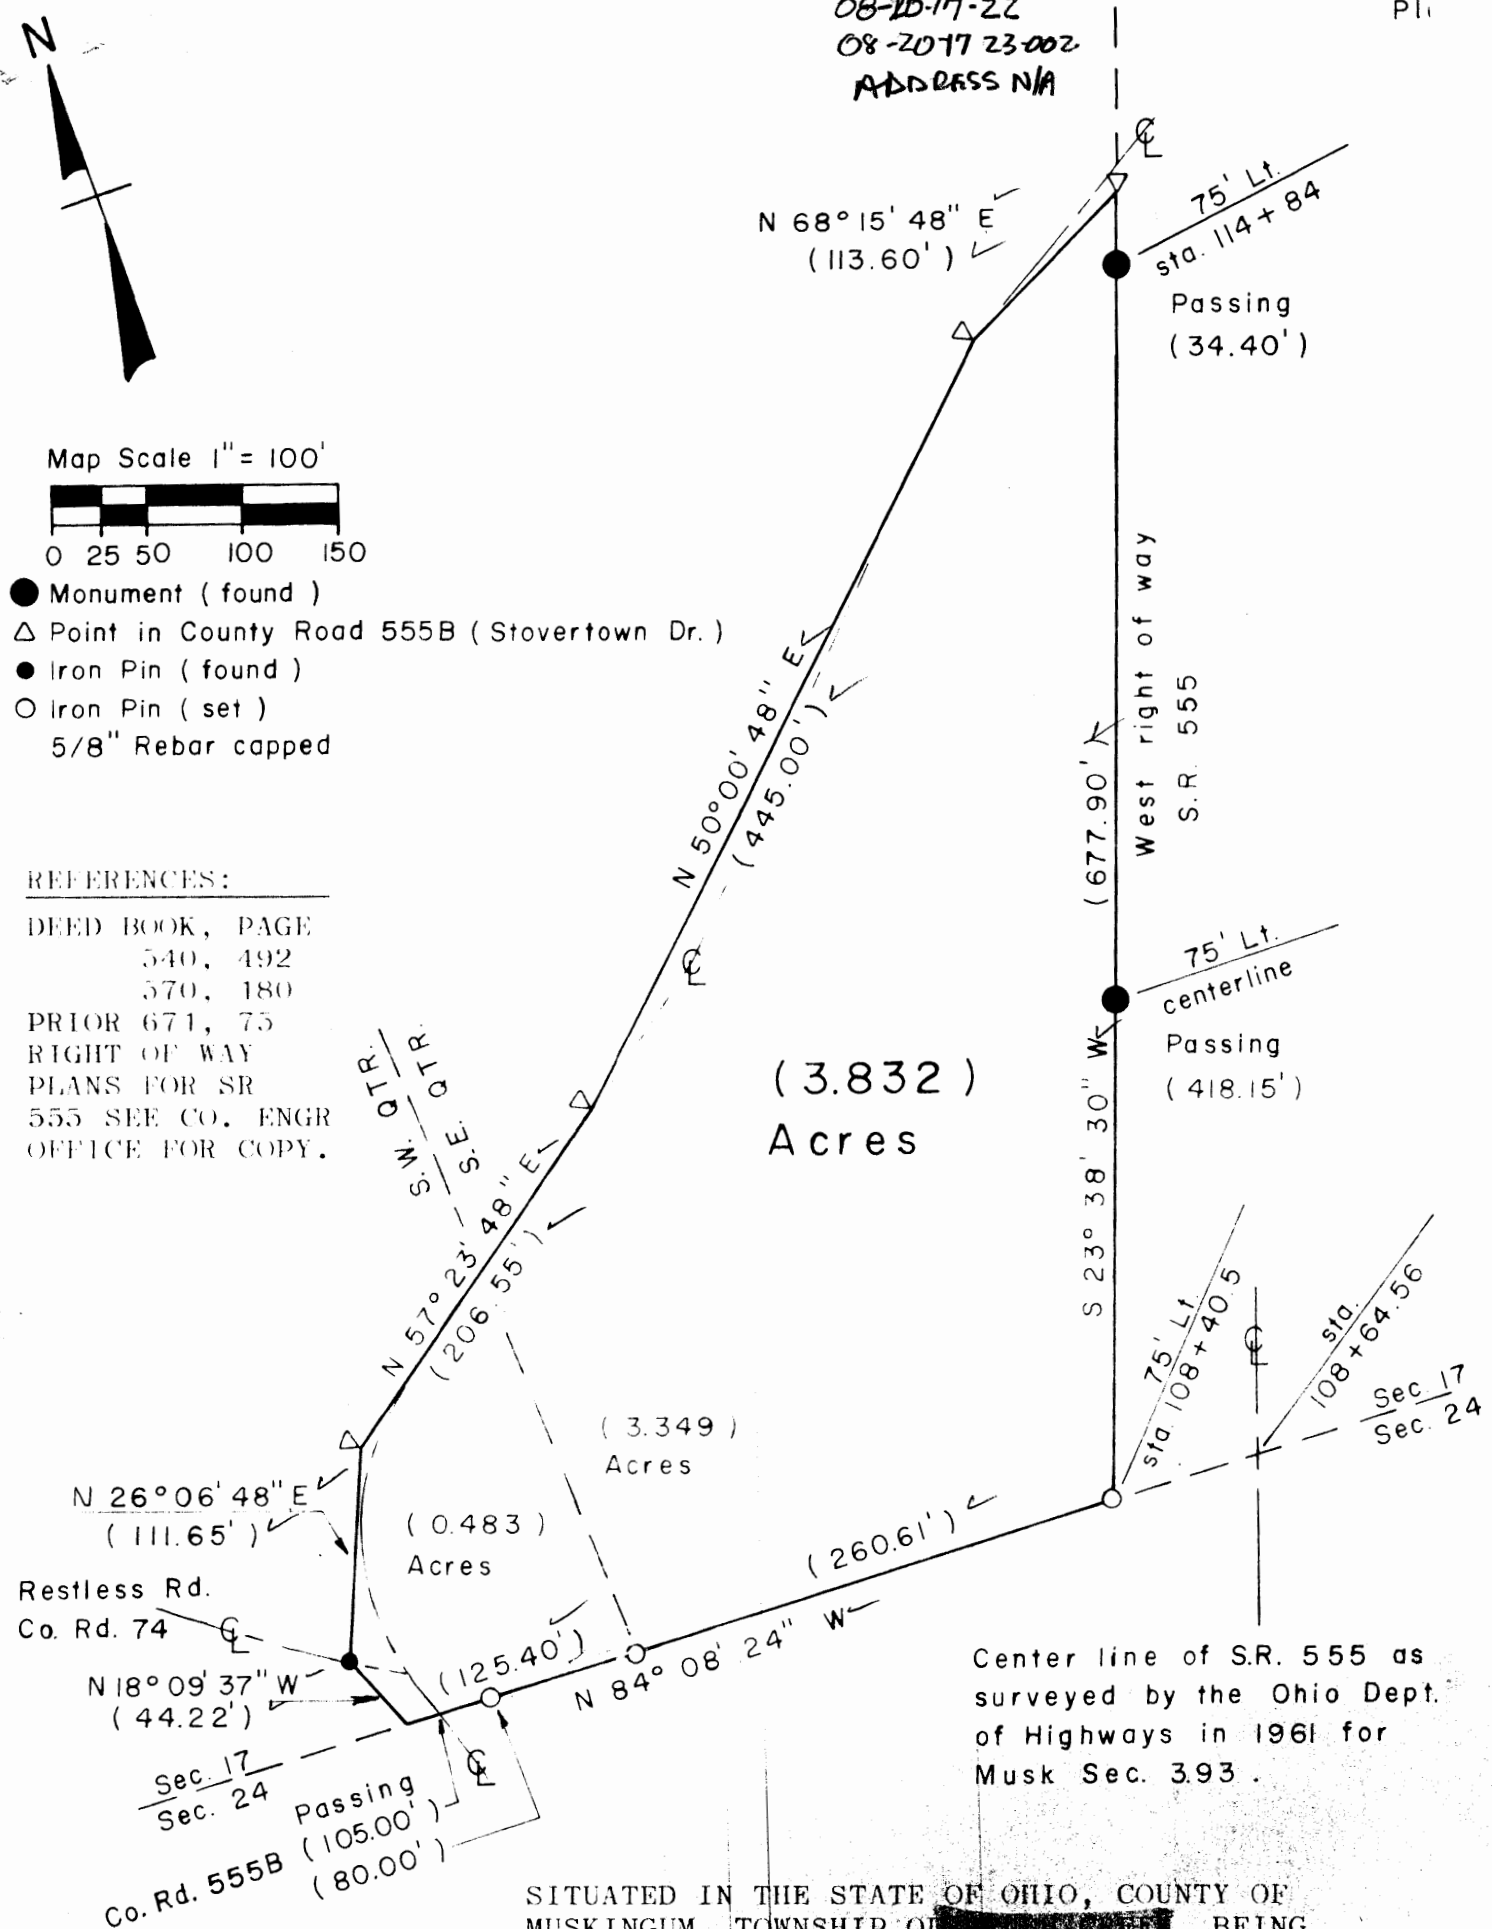 08-20-17-22
08-2017 23-002
ADDRESS N/A
N
N 68°15' 48" E
(113.60')
℄
75' Lt.
sta. 114 + 84
Passing
(34.40')
Map Scale 1" = 100'
0 25 50 100 150
Monument ( found )
Point in County Road 555B ( Stovertown Dr. )
Iron Pin ( found )
Iron Pin ( set )
5/8" Rebar capped
N 50°00' 48" E
(445.00')
℄
(677.90')
West right of way
S.R. 555
REFERENCES:
DEED BOOK, PAGE
540, 492
570, 180
PRIOR 671, 75
RIGHT OF WAY
PLANS FOR SR
555 SEE CO. ENGR
OFFICE FOR COPY.
75' Lt.
centerline
Passing
( 418.15')
S 23° 38' 30" W
( 3.832 )
Acres
S.W. QTR.
S.E. QTR.
N 57° 23' 48" E
(206.55')
75' Lt.
sta. 108 + 40.5
℄
sta.
108 + 64.56
Sec. 17
Sec. 24
( 3.349 )
Acres
N 26°06' 48" E
( 111.65' )
( 0.483 )
Acres
( 260.61')
Restless Rd.
Co. Rd. 74
℄
N 18° 09' 37" W
( 44.22')
(125.40')
N 84° 08' 24" W
Sec. 17
Sec. 24
℄
Passing
(105.00')
( 80.00' )
Co. Rd. 555B
Center line of S.R. 555 as
surveyed by the Ohio Dept.
of Highways in 1961 for
Musk Sec. 3.93 .
SITUATED IN THE STATE OF OHIO, COUNTY OF
MUSKINGUM, TOWNSHIP OF BEING